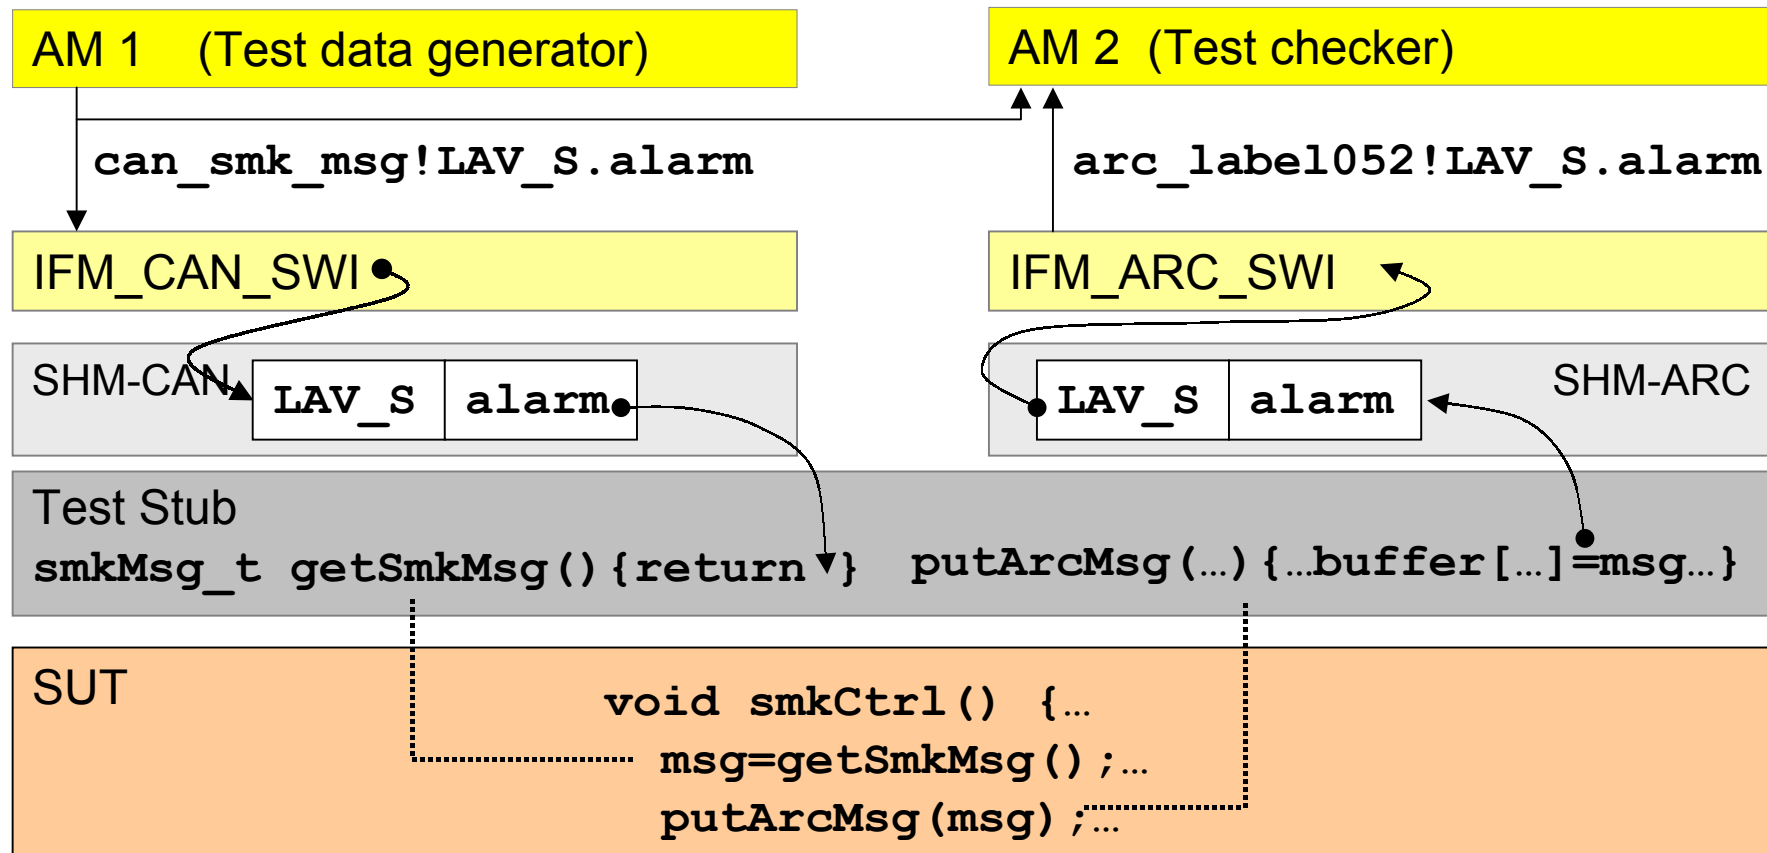 AM 1 (Test data generator)
AM 2 (Test checker)
can_smk_msg!LAV_S.alarm
arc_label052!LAV_S.alarm
IFM_CAN_SWI
IFM_ARC_SWI
SHM-CAN
LAV_S alarm
LAV_S alarm
SHM-ARC
Test Stub
smkMsg_t getSmkMsg(){return }
putArcMsg(…){…buffer[…]=msg…}
SUT
void smkCtrl() {…
msg=getSmkMsg();…
putArcMsg(msg);…